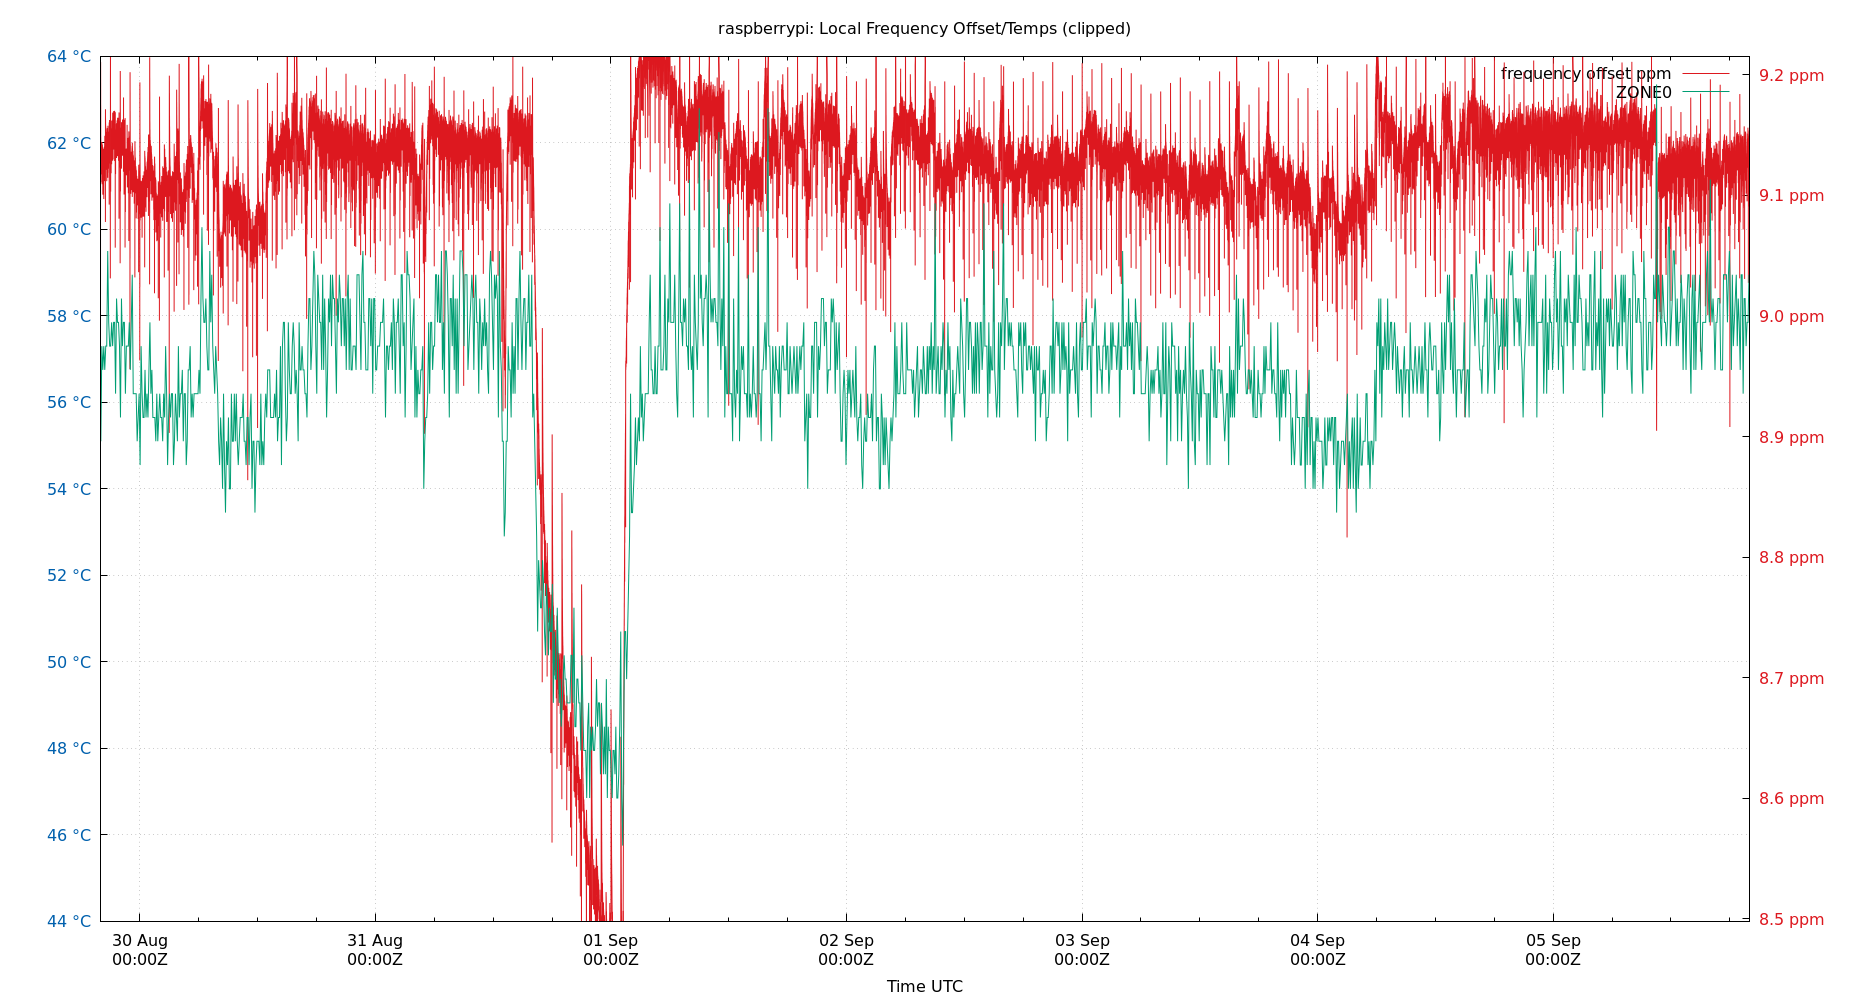 raspberrypi: Local Frequency Offset/Temps (clipped)
64 °C
62 °C
60 °C
58 °C
56 °C
54 °C
52 °C
50 °C
48 °C
46 °C
44 °C
frequency offset ppm
ZONE0
9.2 ppm
9.1 ppm
9.0 ppm
8.9 ppm
8.8 ppm
8.7 ppm
8.6 ppm
8.5 ppm
30 Aug
00:00Z
31 Aug
00:00Z
01 Sep
00:00Z
02 Sep
00:00Z
03 Sep
00:00Z
04 Sep
00:00Z
05 Sep
00:00Z
Time UTC